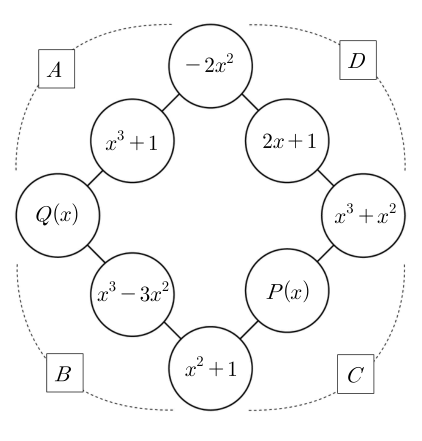 − 2x²
A
D
x³ + 1
2x + 1
Q(x)
x³ + x²
x³ − 3x²
P(x)
x² + 1
B
C